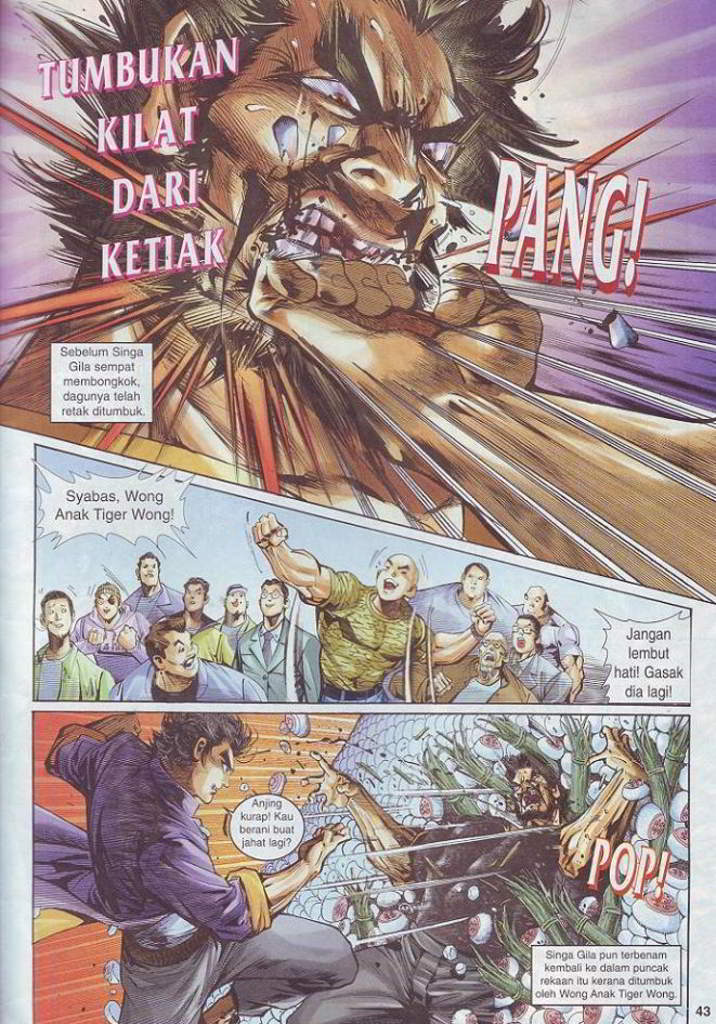 TUMBUKAN
KILAT
DARI
KETIAK
PANG!
Sebelum Singa
Gila sempat
membongkok,
dagunya telah
retak ditumbuk.
Syabas, Wong
Anak Tiger Wong!
Jangan
lembut
hati! Gasak
dia lagi!
Anjing
kurap! Kau
berani buat
jahat lagi?
POP!
Singa Gila pun terbenam
kembali ke dalam puncak
rekaan itu kerana ditumbuk
oleh Wong Anak Tiger Wong.
43